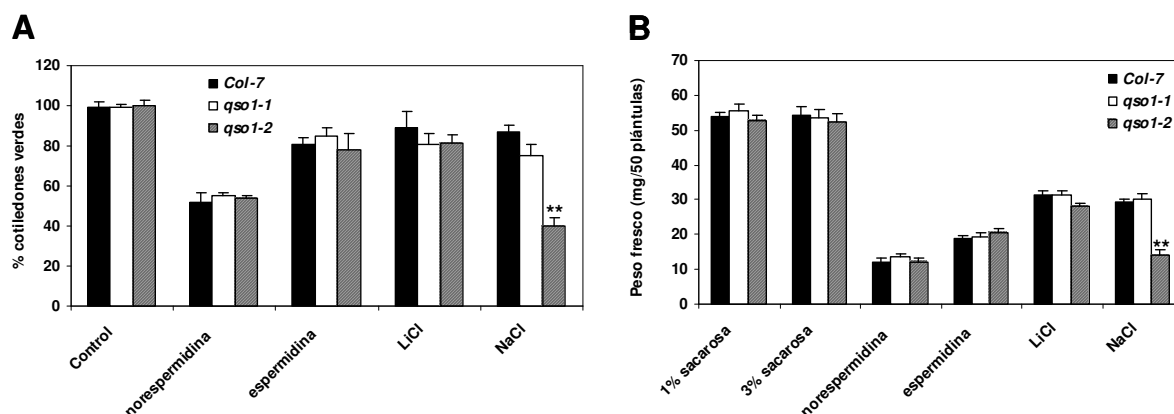 A
% cotiledones verdes
120
100
80
60
40
20
0
Col-7
qso1-1
qso1-2
**
Control
norespermidina
espermidina
LiCl
NaCl
B
Peso fresco (mg/50 plántulas)
70
60
50
40
30
20
10
0
Col-7
qso1-1
qso1-2
**
1% sacarosa
3% sacarosa
norespermidina
espermidina
LiCl
NaCl